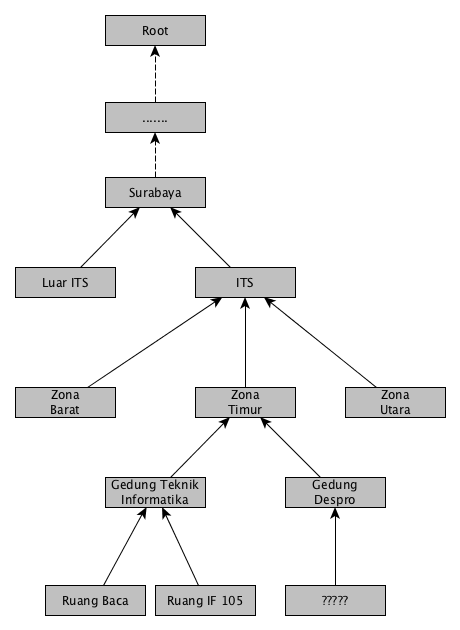 Root
.......
Surabaya
Luar ITS
ITS
Zona
Barat
Zona
Timur
Zona
Utara
Gedung Teknik
Informatika
Gedung
Despro
Ruang Baca
Ruang IF 105
?????